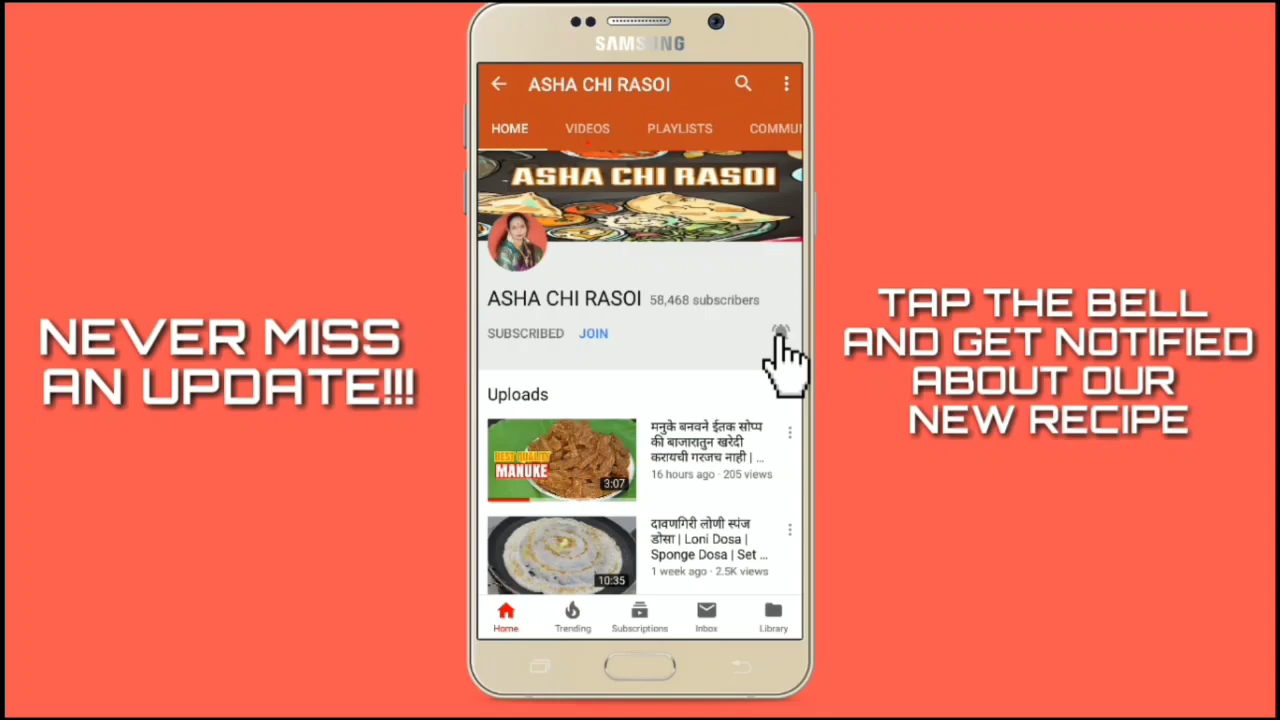 SAMSUNG
ASHA CHI RASOI
HOME VIDEOS PLAYLISTS COMMUI
ASHA CHI RASOI
ASHA CHI RASOI 58,468 subscribers
SUBSCRIBED JOIN
Uploads
BEST QUALITY
MANUKE
3:07
मनुके बनवने ईतक सोप्प
की बाजारातुन खरेदी
करायची गरजच नाही | ...
16 hours ago · 205 views
10:35
दावणगिरी लोणी स्पंज
डोसा | Loni Dosa |
Sponge Dosa | Set ...
1 week ago · 2.5K views
Home Trending Subscriptions Inbox Library
NEVER MISS
AN UPDATE!!!
TAP THE BELL
AND GET NOTIFIED
ABOUT OUR
NEW RECIPE